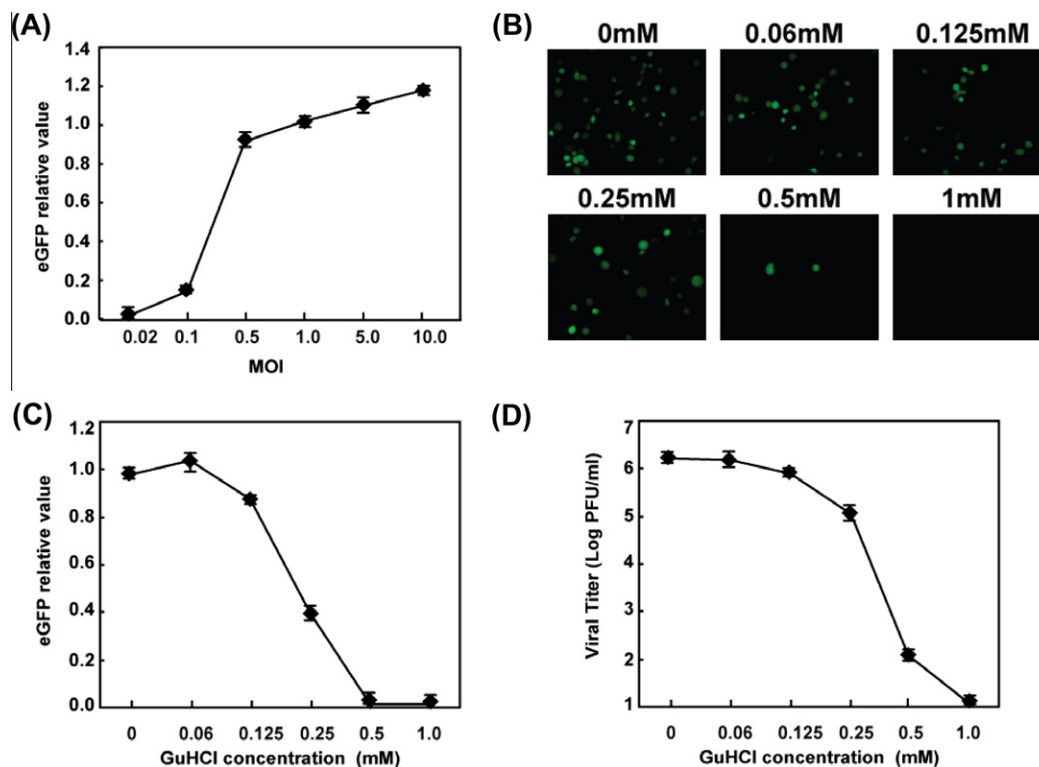 (A)
1.4
1.2
1.0
0.8
0.6
0.4
0.2
0.0
eGFP relative value
0.02 0.1 0.5 1.0 5.0 10.0
MOI
(B)
0mM 0.06mM 0.125mM
0.25mM 0.5mM 1mM
(C)
1.2
1.0
0.8
0.6
0.4
0.2
0.0
eGFP relative value
0 0.06 0.125 0.25 0.5 1.0
GuHCl concentration (mM)
(D)
7
6
5
4
3
2
1
Viral Titer (Log PFU/ml)
0 0.06 0.125 0.25 0.5 1.0
GuHCl concentration (mM)